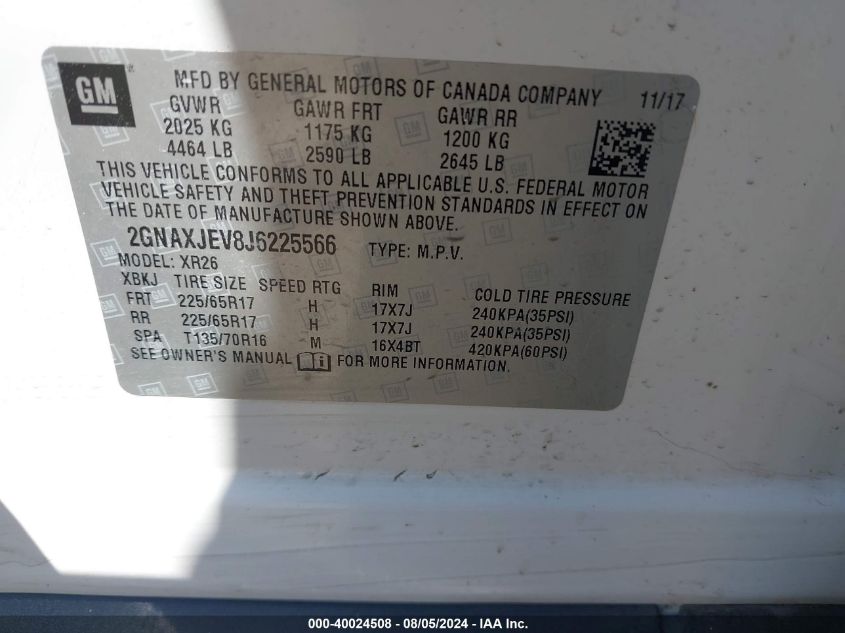 GM
MFD BY GENERAL MOTORS OF CANADA COMPANY 11/17
GVWR GAWR FRT GAWR RR
2025 KG 1175 KG 1200 KG
4464 LB 2590 LB 2645 LB
THIS VEHICLE CONFORMS TO ALL APPLICABLE U.S. FEDERAL MOTOR
VEHICLE SAFETY AND THEFT PREVENTION STANDARDS IN EFFECT ON
THE DATE OF MANUFACTURE SHOWN ABOVE.
2GNAXJEV8J6225566 TYPE: M.P.V.
MODEL: XR26
XBKJ TIRE SIZE SPEED RTG RIM COLD TIRE PRESSURE
FRT 225/65R17 H 17X7J 240KPA(35PSI)
RR 225/65R17 H 17X7J 240KPA(35PSI)
SPA T135/70R16 M 16X4BT 420KPA(60PSI)
SEE OWNER'S MANUAL FOR MORE INFORMATION.
000-40024508 - 08/05/2024 - IAA Inc.